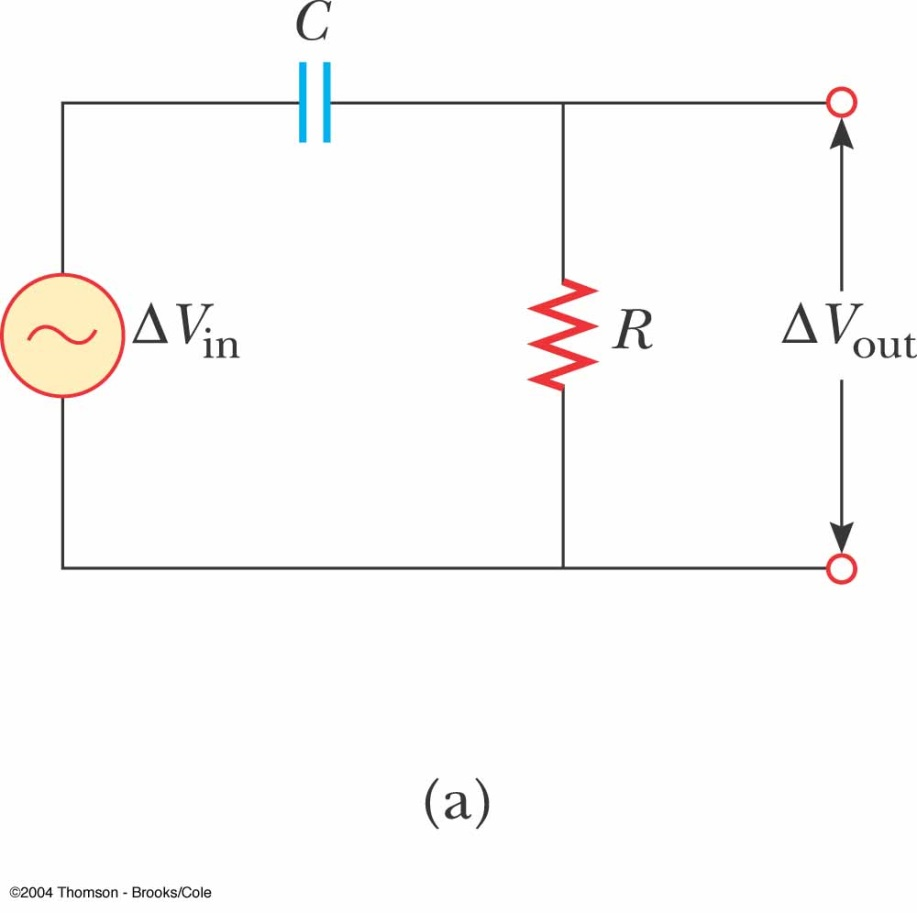 C
ΔVin
R
ΔVout
(a)
©2004 Thomson - Brooks/Cole